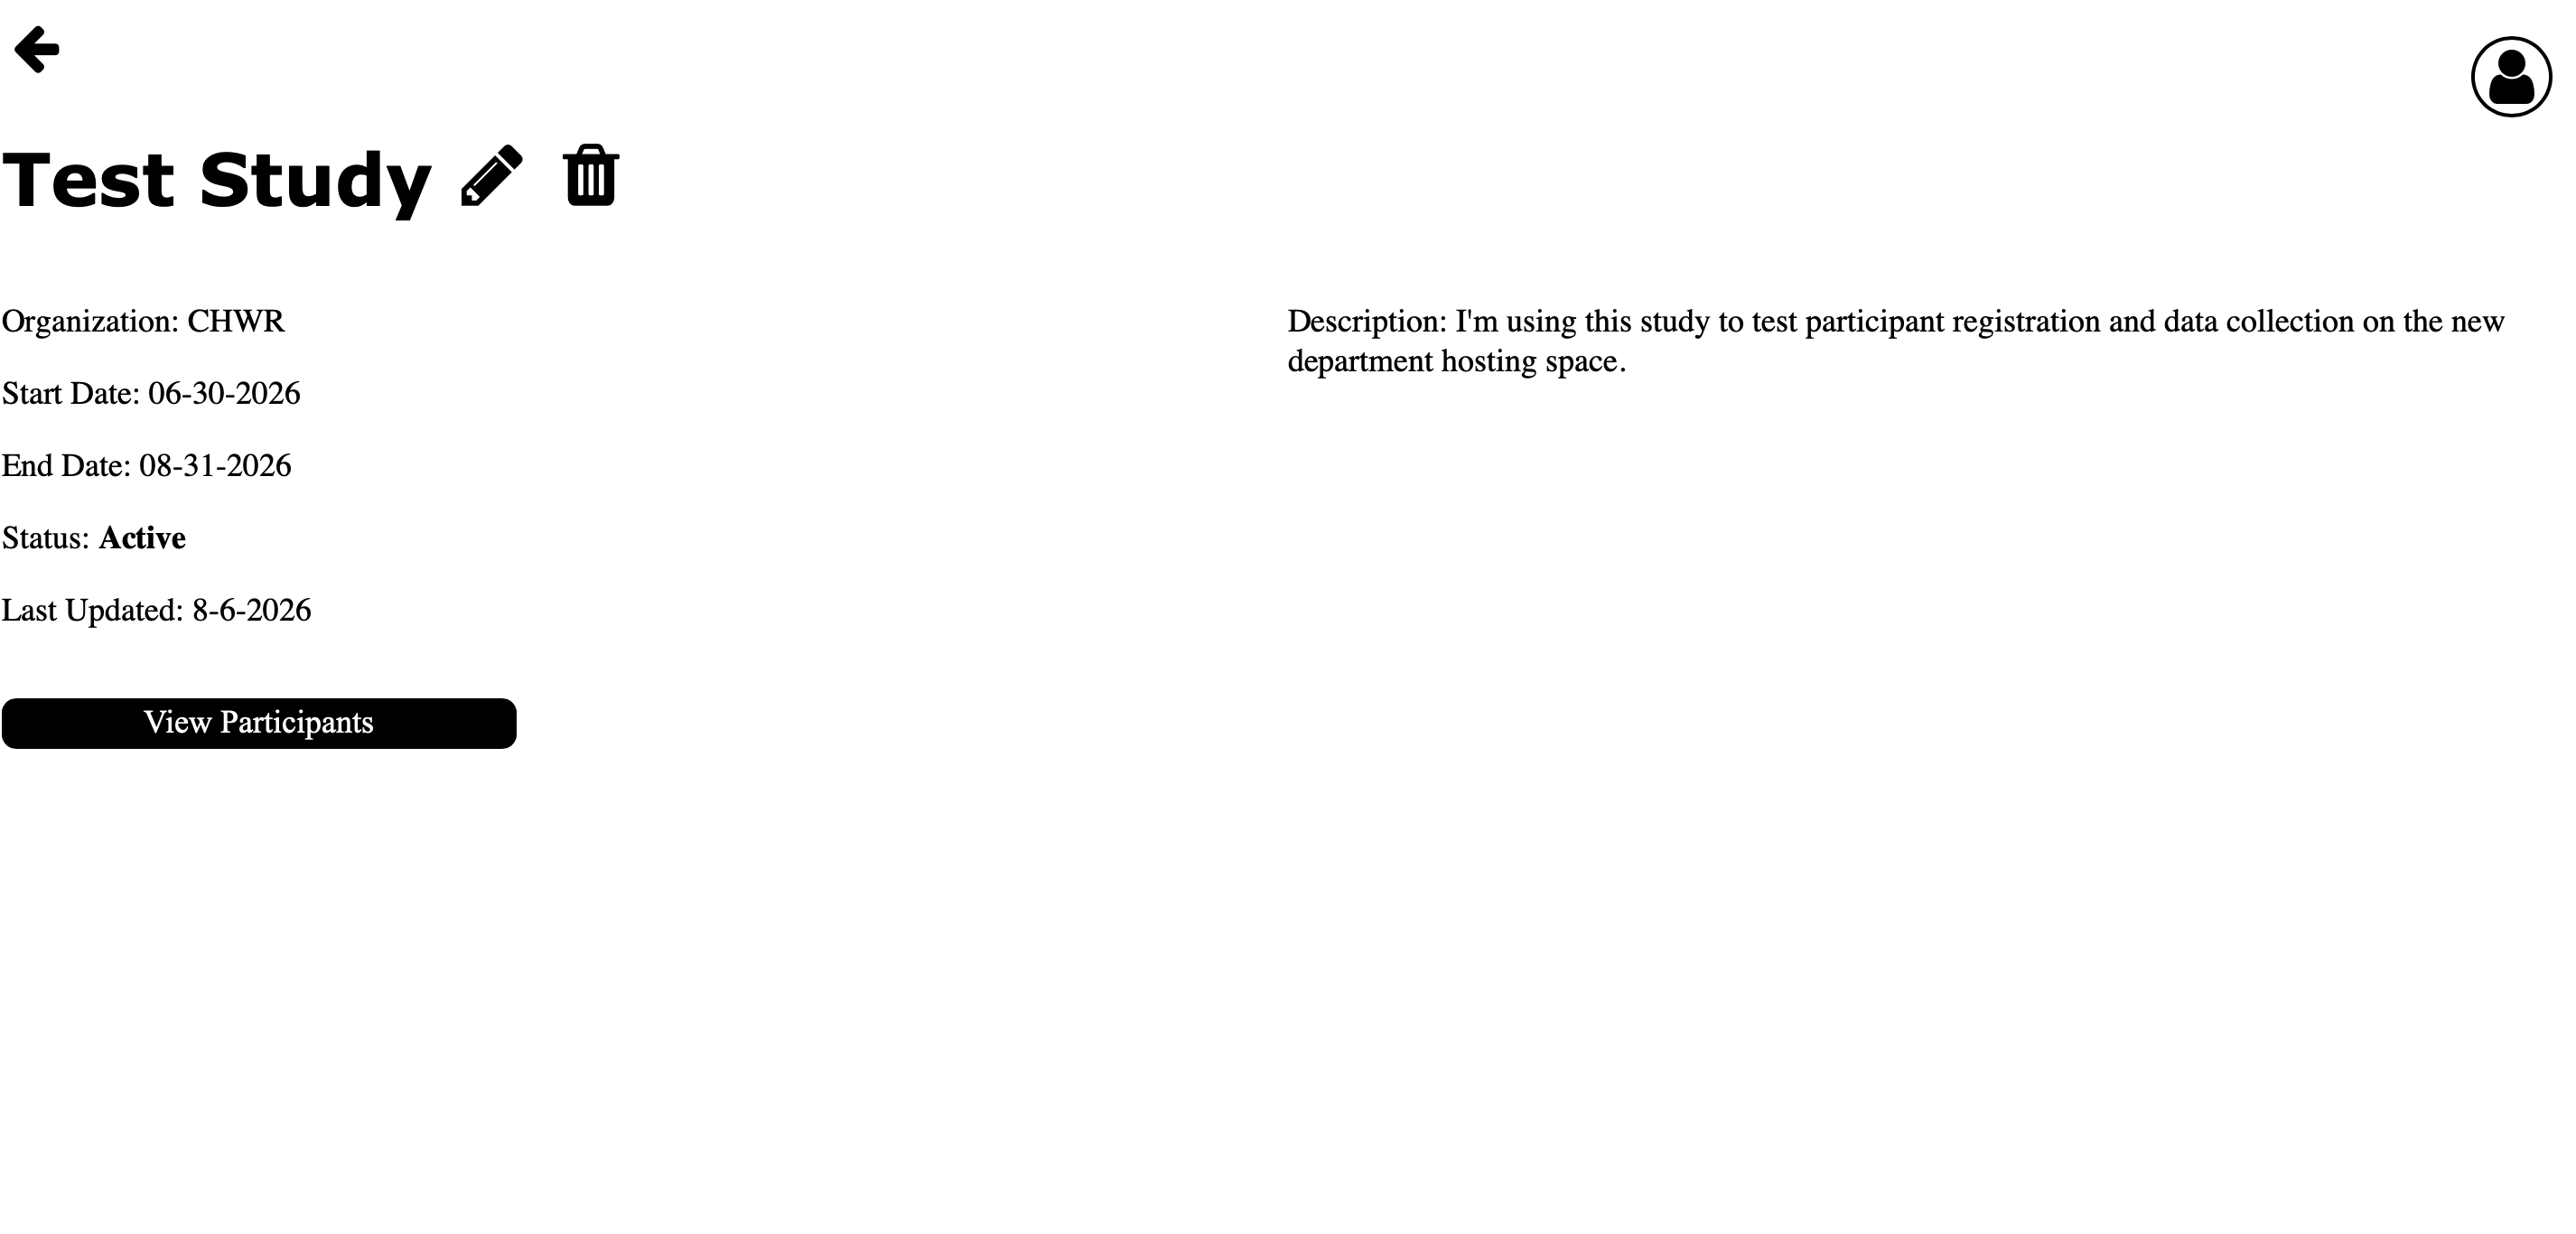 Test Study
Organization: CHWR
Start Date: 06-30-2026
End Date: 08-31-2026
Status: Active
Last Updated: 8-6-2026
View Participants
Description: I'm using this study to test participant registration and data collection on the new
department hosting space.